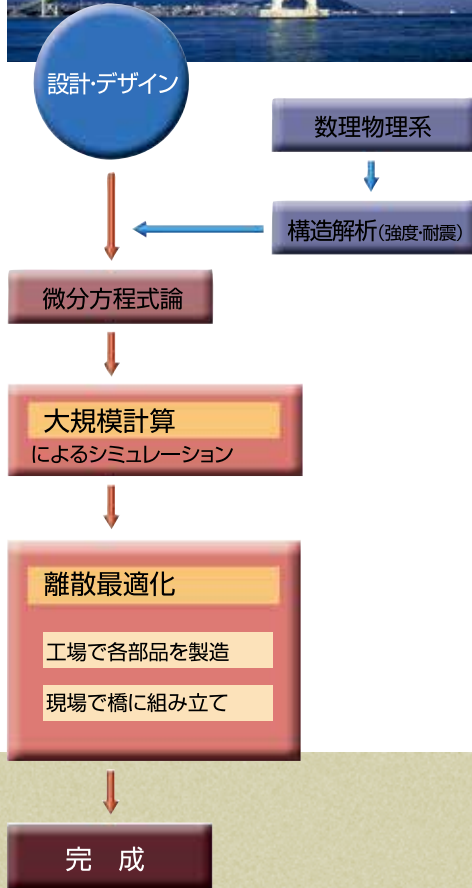 設計・デザイン
数理物理系
構造解析(強度・耐震)
微分方程式論
大規模計算
によるシミュレーション
離散最適化
工場で各部品を製造
現場で橋に組み立て
完 成